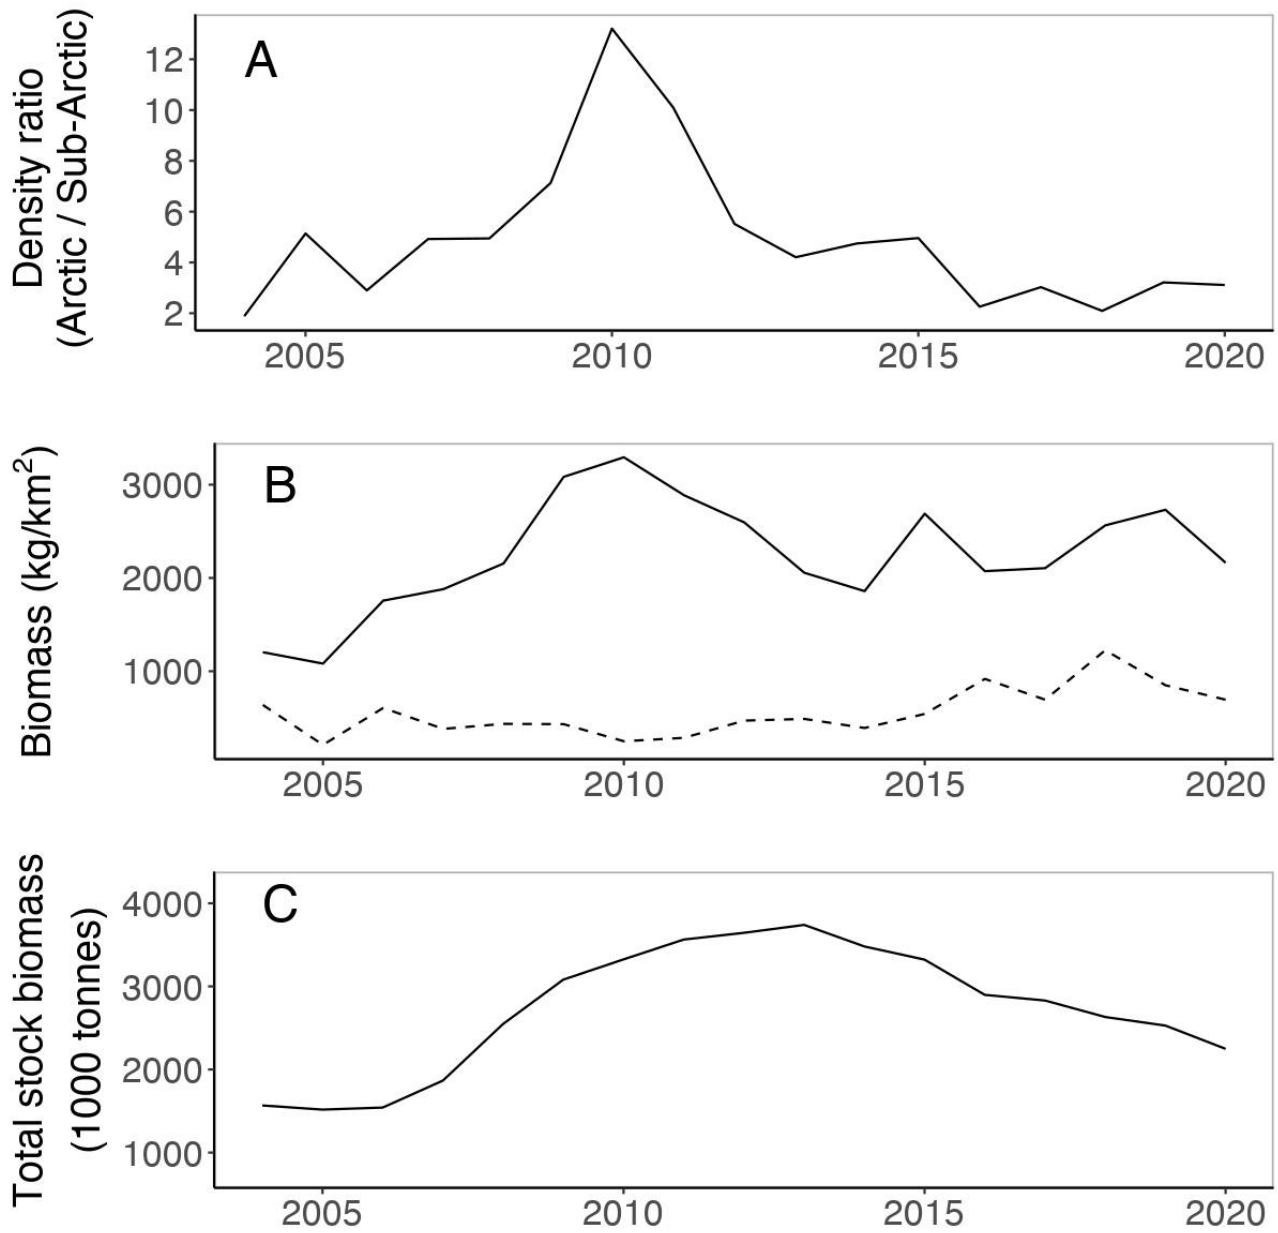 Density ratio
(Arctic / Sub-Arctic)
A
12
10
8
6
4
2
2005 2010 2015 2020
Biomass (kg/km²)
B
3000
2000
1000
2005 2010 2015 2020
Total stock biomass
(1000 tonnes)
C
4000
3000
2000
1000
2005 2010 2015 2020